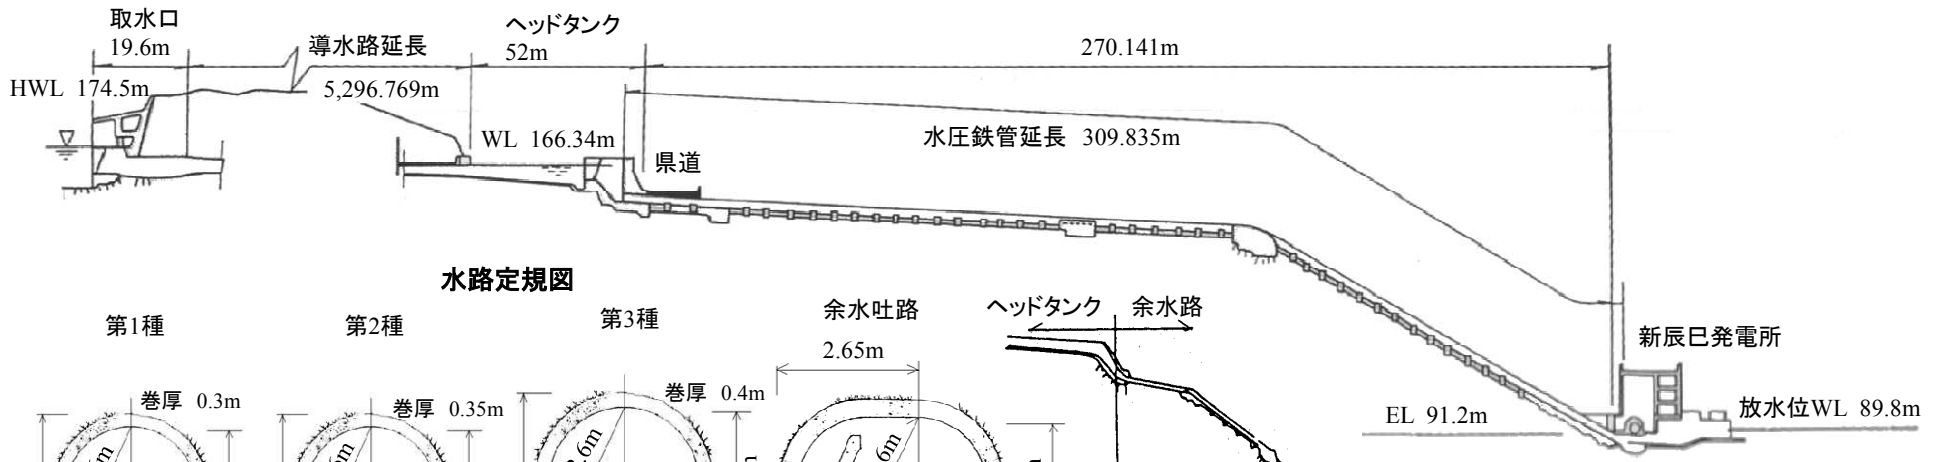 取水口
19.6m
導水路延長
5,296.769m
ヘッドタンク
52m
270.141m
HWL 174.5m
WL 166.34m
県道
水圧鉄管延長 309.835m
水路定規図
第1種
第2種
第3種
余水吐路
2.65m
巻厚 0.3m
巻厚 0.35m
巻厚 0.4m
ヘッドタンク
余水路
新辰巳発電所
EL 91.2m
放水位WL 89.8m